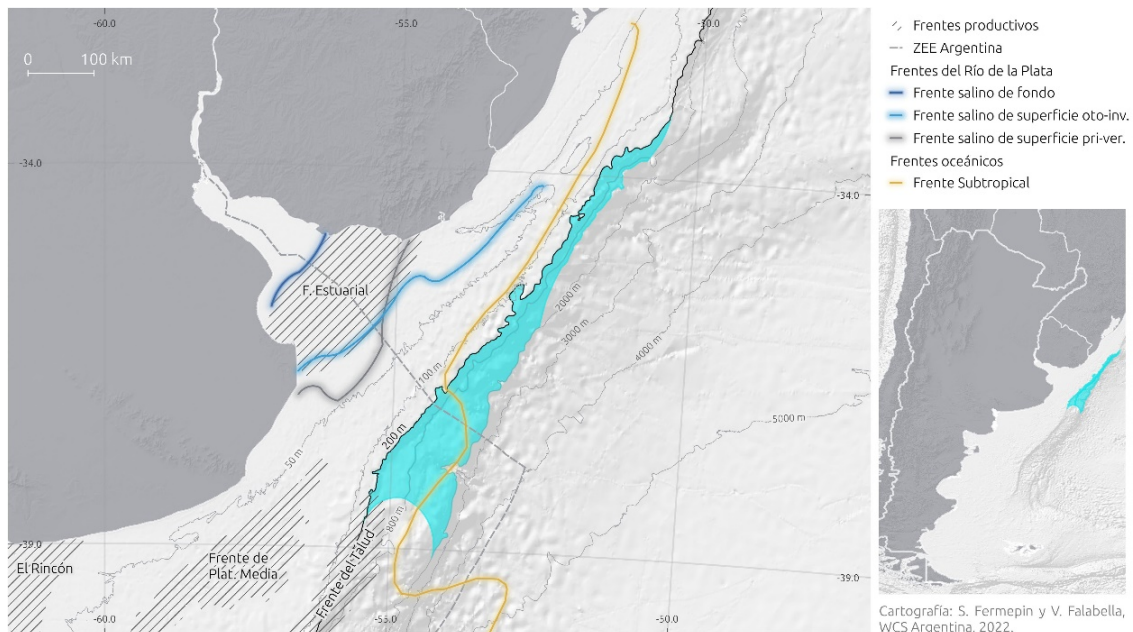 -60.0
-55.0
-50.0
0
100 km
-34.0
-34.0
F. Estuarial
2000 m
3000 m
4000 m
100 m
5000 m
200 m
50 m
800 m
-39.0
El Rincón
Frente de
Plat. Media
Frente del Talud
-39.0
-60.0
-55.0
-50.0
Frentes productivos
ZEE Argentina
Frentes del Río de la Plata
Frente salino de fondo
Frente salino de superficie oto-inv.
Frente salino de superficie pri-ver.
Frentes oceánicos
Frente Subtropical
Cartografía: S. Fermepin y V. Falabella,
WCS Argentina, 2022.